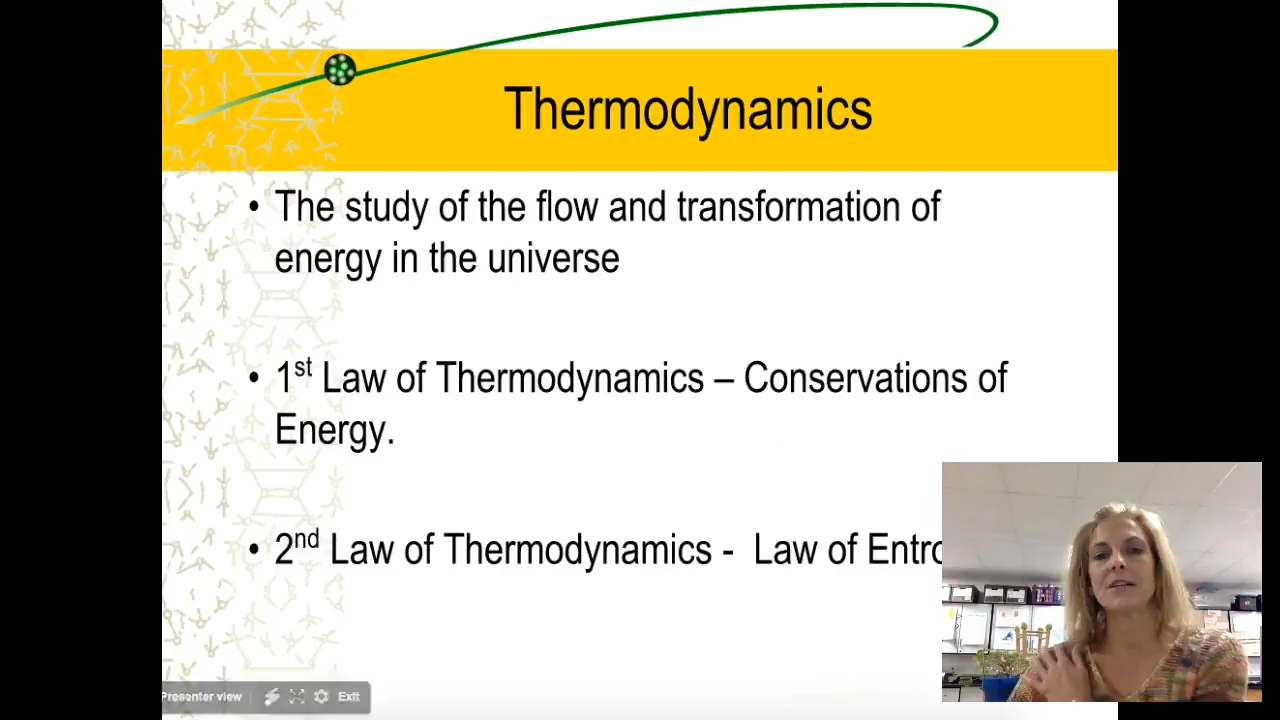 Thermodynamics
• The study of the flow and transformation of
energy in the universe
• 1st Law of Thermodynamics – Conservations of
Energy.
• 2nd Law of Thermodynamics - Law of Entro
Presenter view Exit